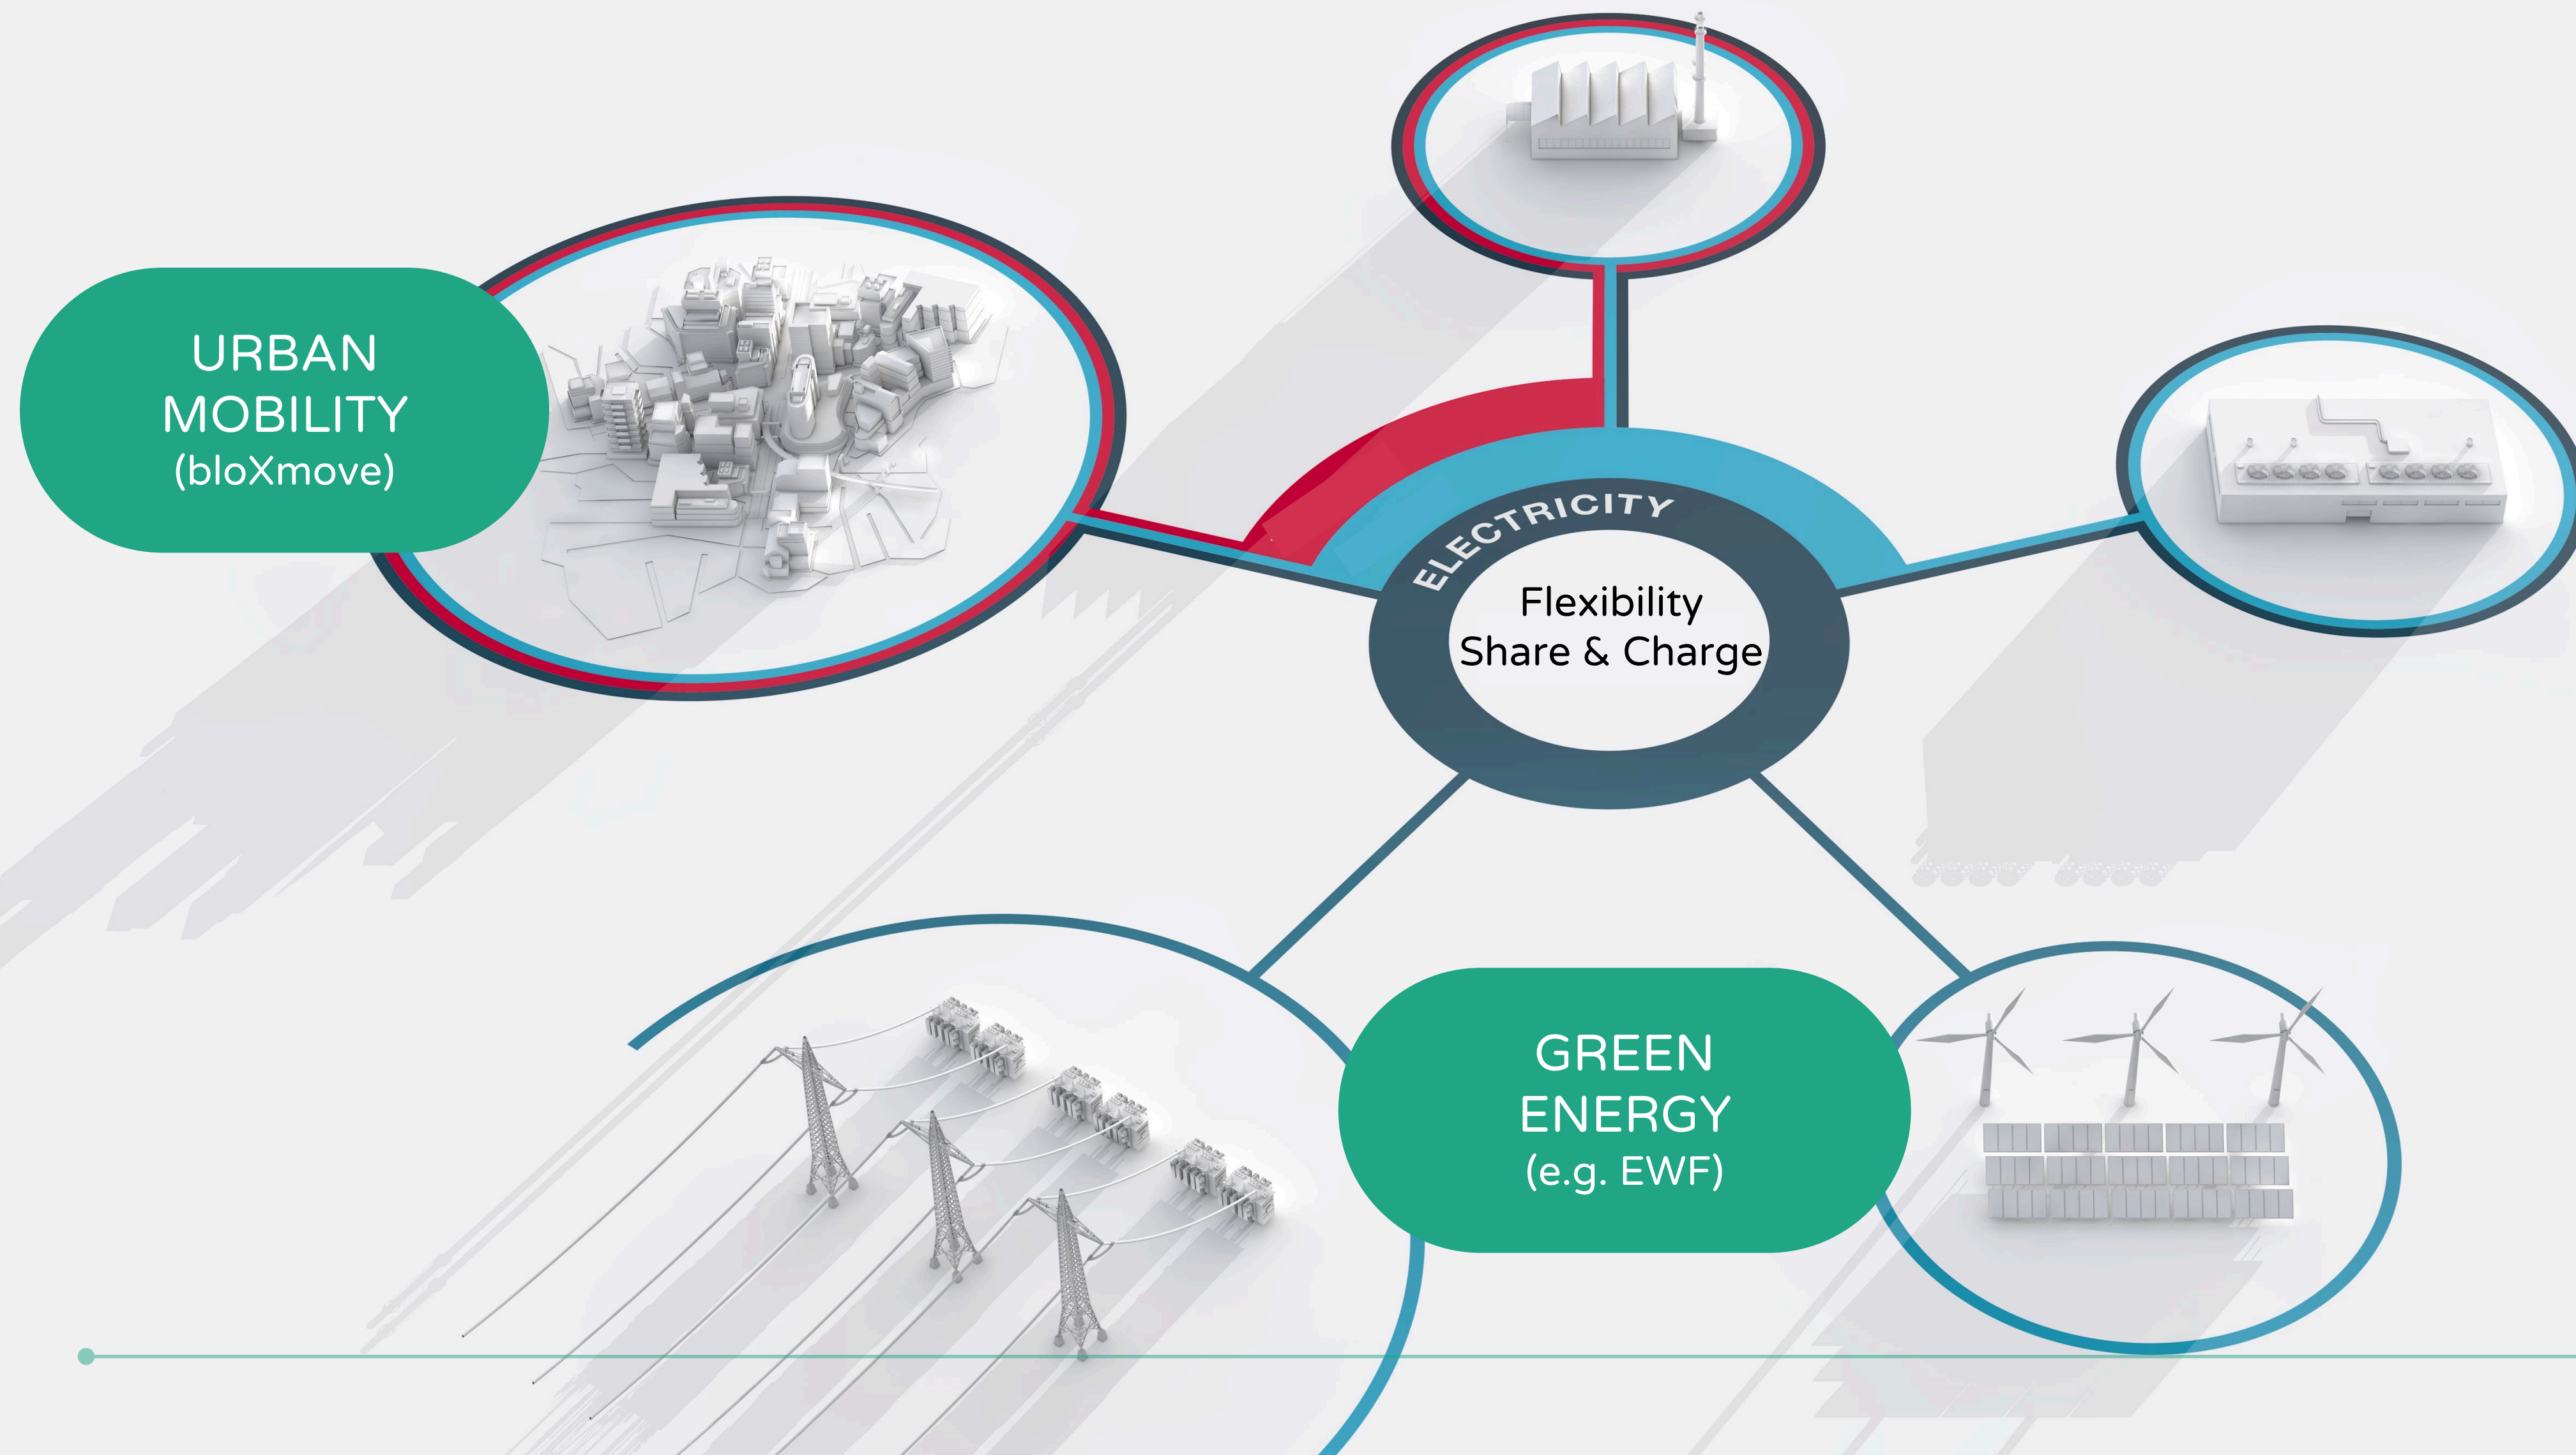 URBAN
MOBILITY
(bloXmove)
ELECTRICITY
Flexibility
Share & Charge
GREEN
ENERGY
(e.g. EWF)